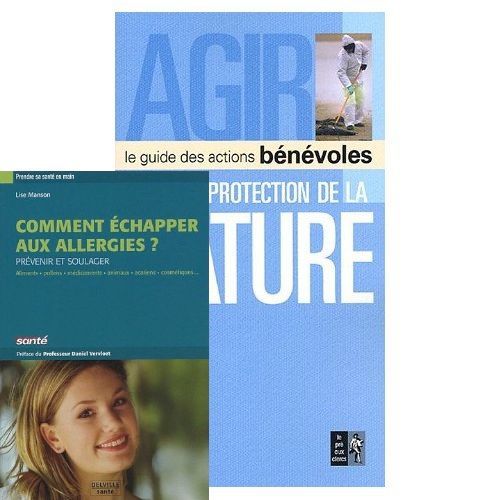 AGIR
le guide des actions bénévoles
PROTECTION DE LA
ATURE
le
pré
aux
clercs
Prendre sa santé en main
Lise Manson
COMMENT ÉCHAPPER
AUX ALLERGIES ?
PRÉVENIR ET SOULAGER
Aliments • pollens • médicaments • animaux • acariens • cosmétiques...
santé
Préface du Professeur Daniel Vervloet
DELVILLE
santé